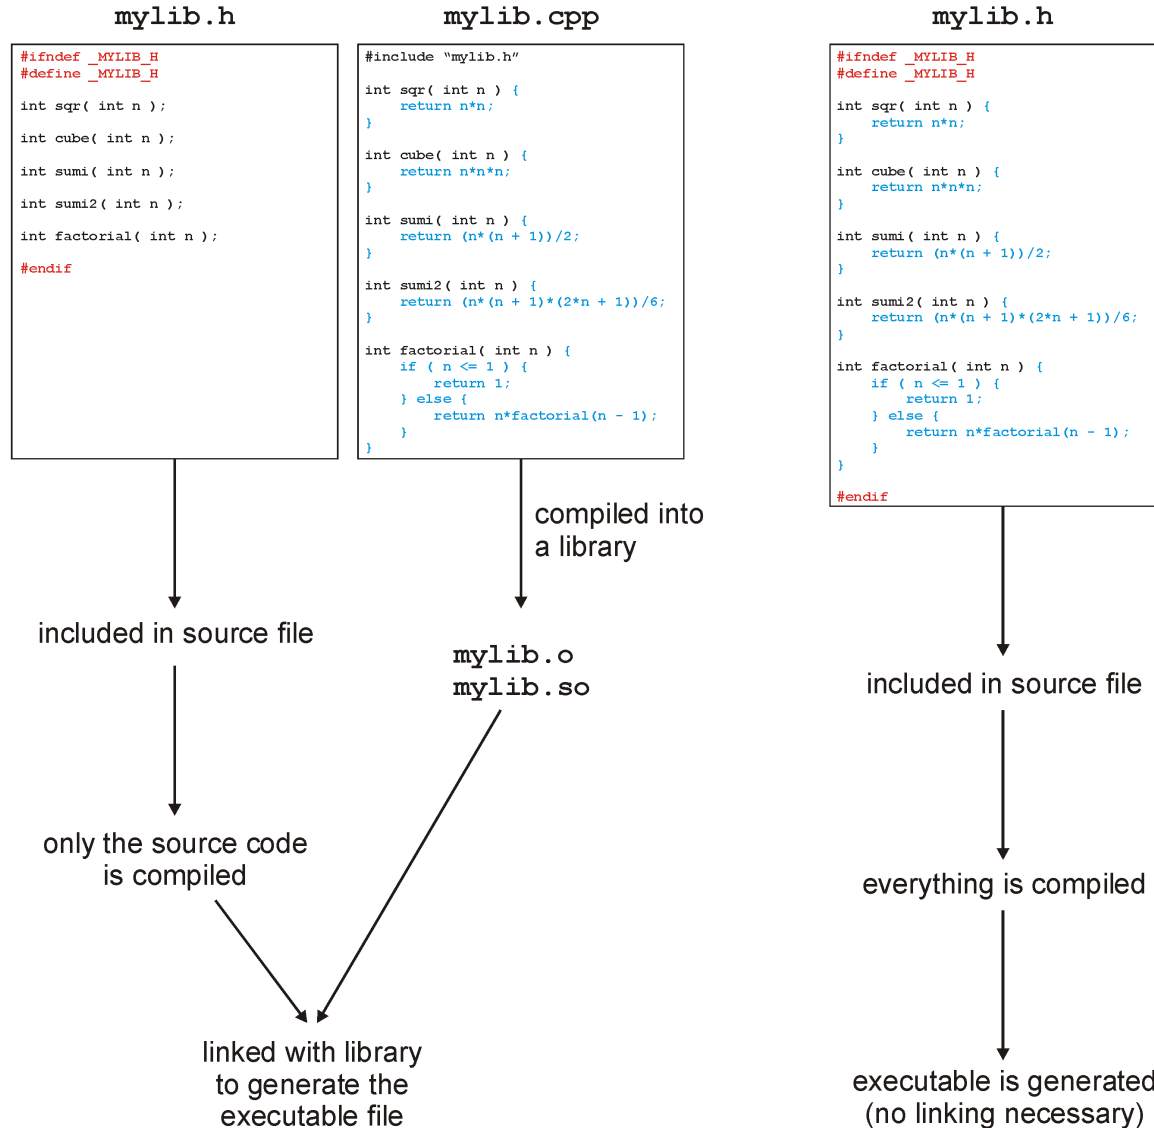 mylib.h
#ifndef _MYLIB_H
#define _MYLIB_H
int sqr( int n );
int cube( int n );
int sumi( int n );
int sumi2( int n );
int factorial( int n );
#endif
included in source file
only the source code
is compiled
mylib.cpp
#include “mylib.h”
int sqr( int n ) {
    return n*n;
}
int cube( int n ) {
    return n*n*n;
}
int sumi( int n ) {
    return (n*(n + 1))/2;
}
int sumi2( int n ) {
    return (n*(n + 1)*(2*n + 1))/6;
}
int factorial( int n ) {
    if ( n <= 1 ) {
        return 1;
    } else {
        return n*factorial(n - 1);
    }
}
compiled into
a library
mylib.o
mylib.so
linked with library
to generate the
executable file
mylib.h
#ifndef _MYLIB_H
#define _MYLIB_H
int sqr( int n ) {
    return n*n;
}
int cube( int n ) {
    return n*n*n;
}
int sumi( int n ) {
    return (n*(n + 1))/2;
}
int sumi2( int n ) {
    return (n*(n + 1)*(2*n + 1))/6;
}
int factorial( int n ) {
    if ( n <= 1 ) {
        return 1;
    } else {
        return n*factorial(n - 1);
    }
}
#endif
included in source file
everything is compiled
executable is generated
(no linking necessary)